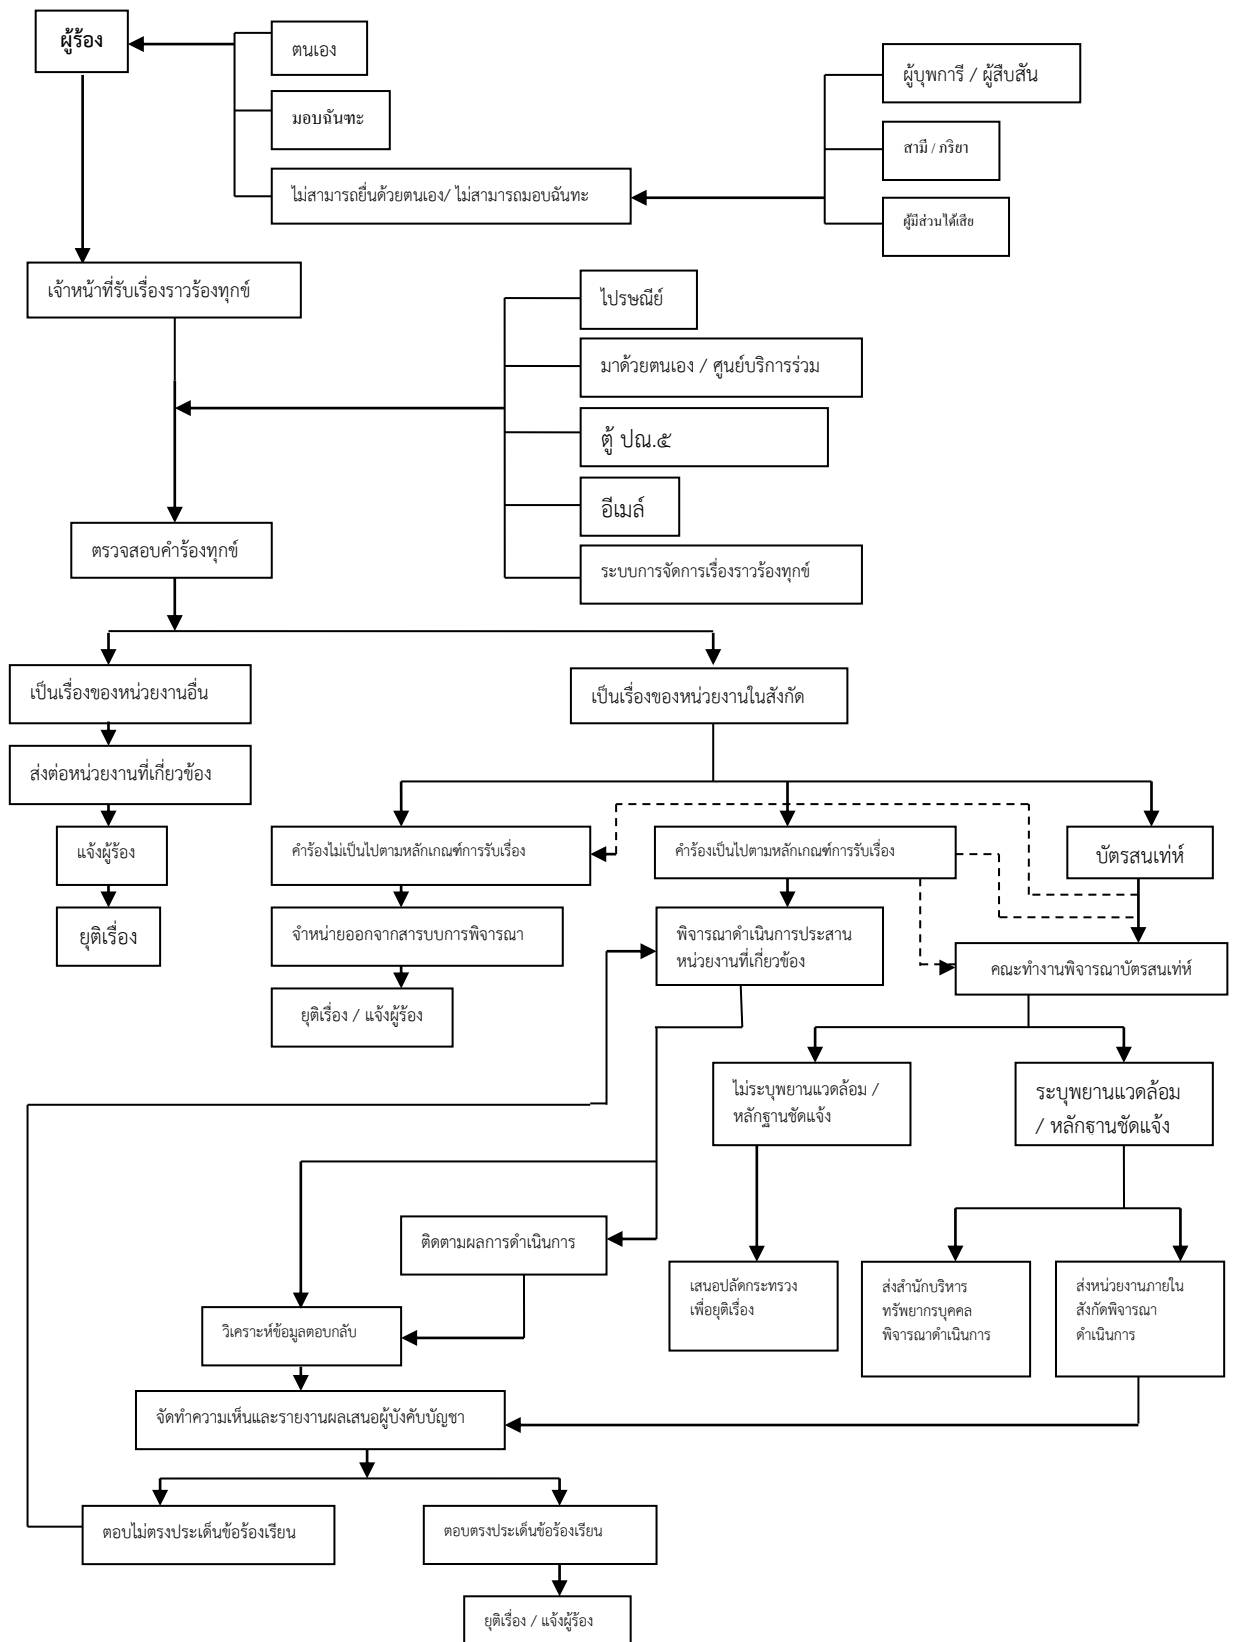 ผู้ร้อง
ตนเอง
มอบฉันฑะ
ไม่สามารถยื่นด้วยตนเอง/ ไม่สามารถมอบฉันทะ
ผู้บุพการี / ผู้สืบสัน
สามี / ภริยา
ผู้มีส่วนได้เสีย
เจ้าหน้าที่รับเรื่องราวร้องทุกข์
ไปรษณีย์
มาด้วยตนเอง / ศูนย์บริการร่วม
ตู้ ปณ.๕
อีเมล์
ระบบการจัดการเรื่องราวร้องทุกข์
ตรวจสอบคำร้องทุกข์
เป็นเรื่องของหน่วยงานอื่น
เป็นเรื่องของหน่วยงานในสังกัด
ส่งต่อหน่วยงานที่เกี่ยวข้อง
แจ้งผู้ร้อง
ยุติเรื่อง
คำร้องไม่เป็นไปตามหลักเกณฑ์การรับเรื่อง
คำร้องเป็นไปตามหลักเกณฑ์การรับเรื่อง
บัตรสนเท่ห์
จำหน่ายออกจากสารบบการพิจารณา
พิจารณาดำเนินการประสาน
หน่วยงานที่เกี่ยวข้อง
คณะทำงานพิจารณาบัตรสนเท่ห์
ยุติเรื่อง / แจ้งผู้ร้อง
ไม่ระบุพยานแวดล้อม /
หลักฐานชัดแจ้ง
ระบุพยานแวดล้อม
/ หลักฐานชัดแจ้ง
ติดตามผลการดำเนินการ
เสนอปลัดกระทรวง
เพื่อยุติเรื่อง
ส่งสำนักบริหาร
ทรัพยากรบุคคล
พิจารณาดำเนินการ
ส่งหน่วยงานภายใน
สังกัดพิจารณา
ดำเนินการ
วิเคราะห์ข้อมูลตอบกลับ
จัดทำความเห็นและรายงานผลเสนอผู้บังคับบัญชา
ตอบไม่ตรงประเด็นข้อร้องเรียน
ตอบตรงประเด็นข้อร้องเรียน
ยุติเรื่อง / แจ้งผู้ร้อง